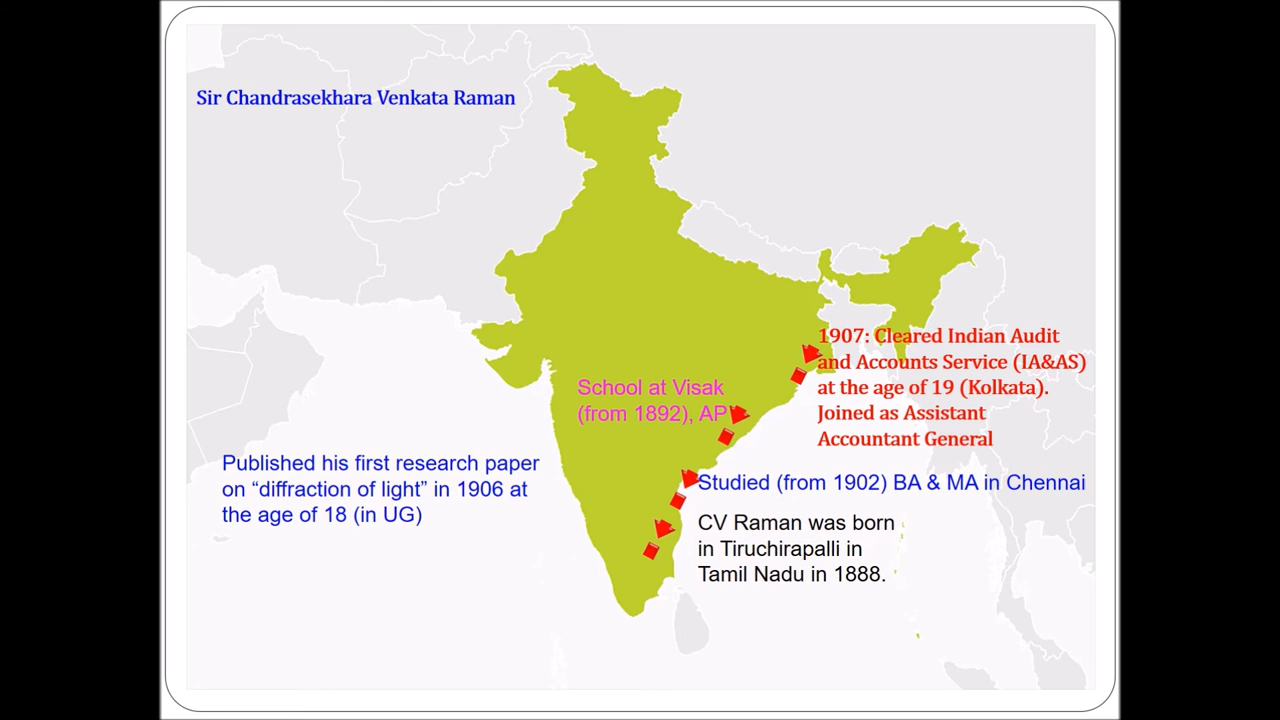 Sir Chandrasekhara Venkata Raman
1907: Cleared Indian Audit
and Accounts Service (IA&AS)
at the age of 19 (Kolkata).
Joined as Assistant
Accountant General
School at Visak
(from 1892), AP
Published his first research paper
on “diffraction of light” in 1906 at
the age of 18 (in UG)
Studied (from 1902) BA & MA in Chennai
CV Raman was born
in Tiruchirapalli in
Tamil Nadu in 1888.